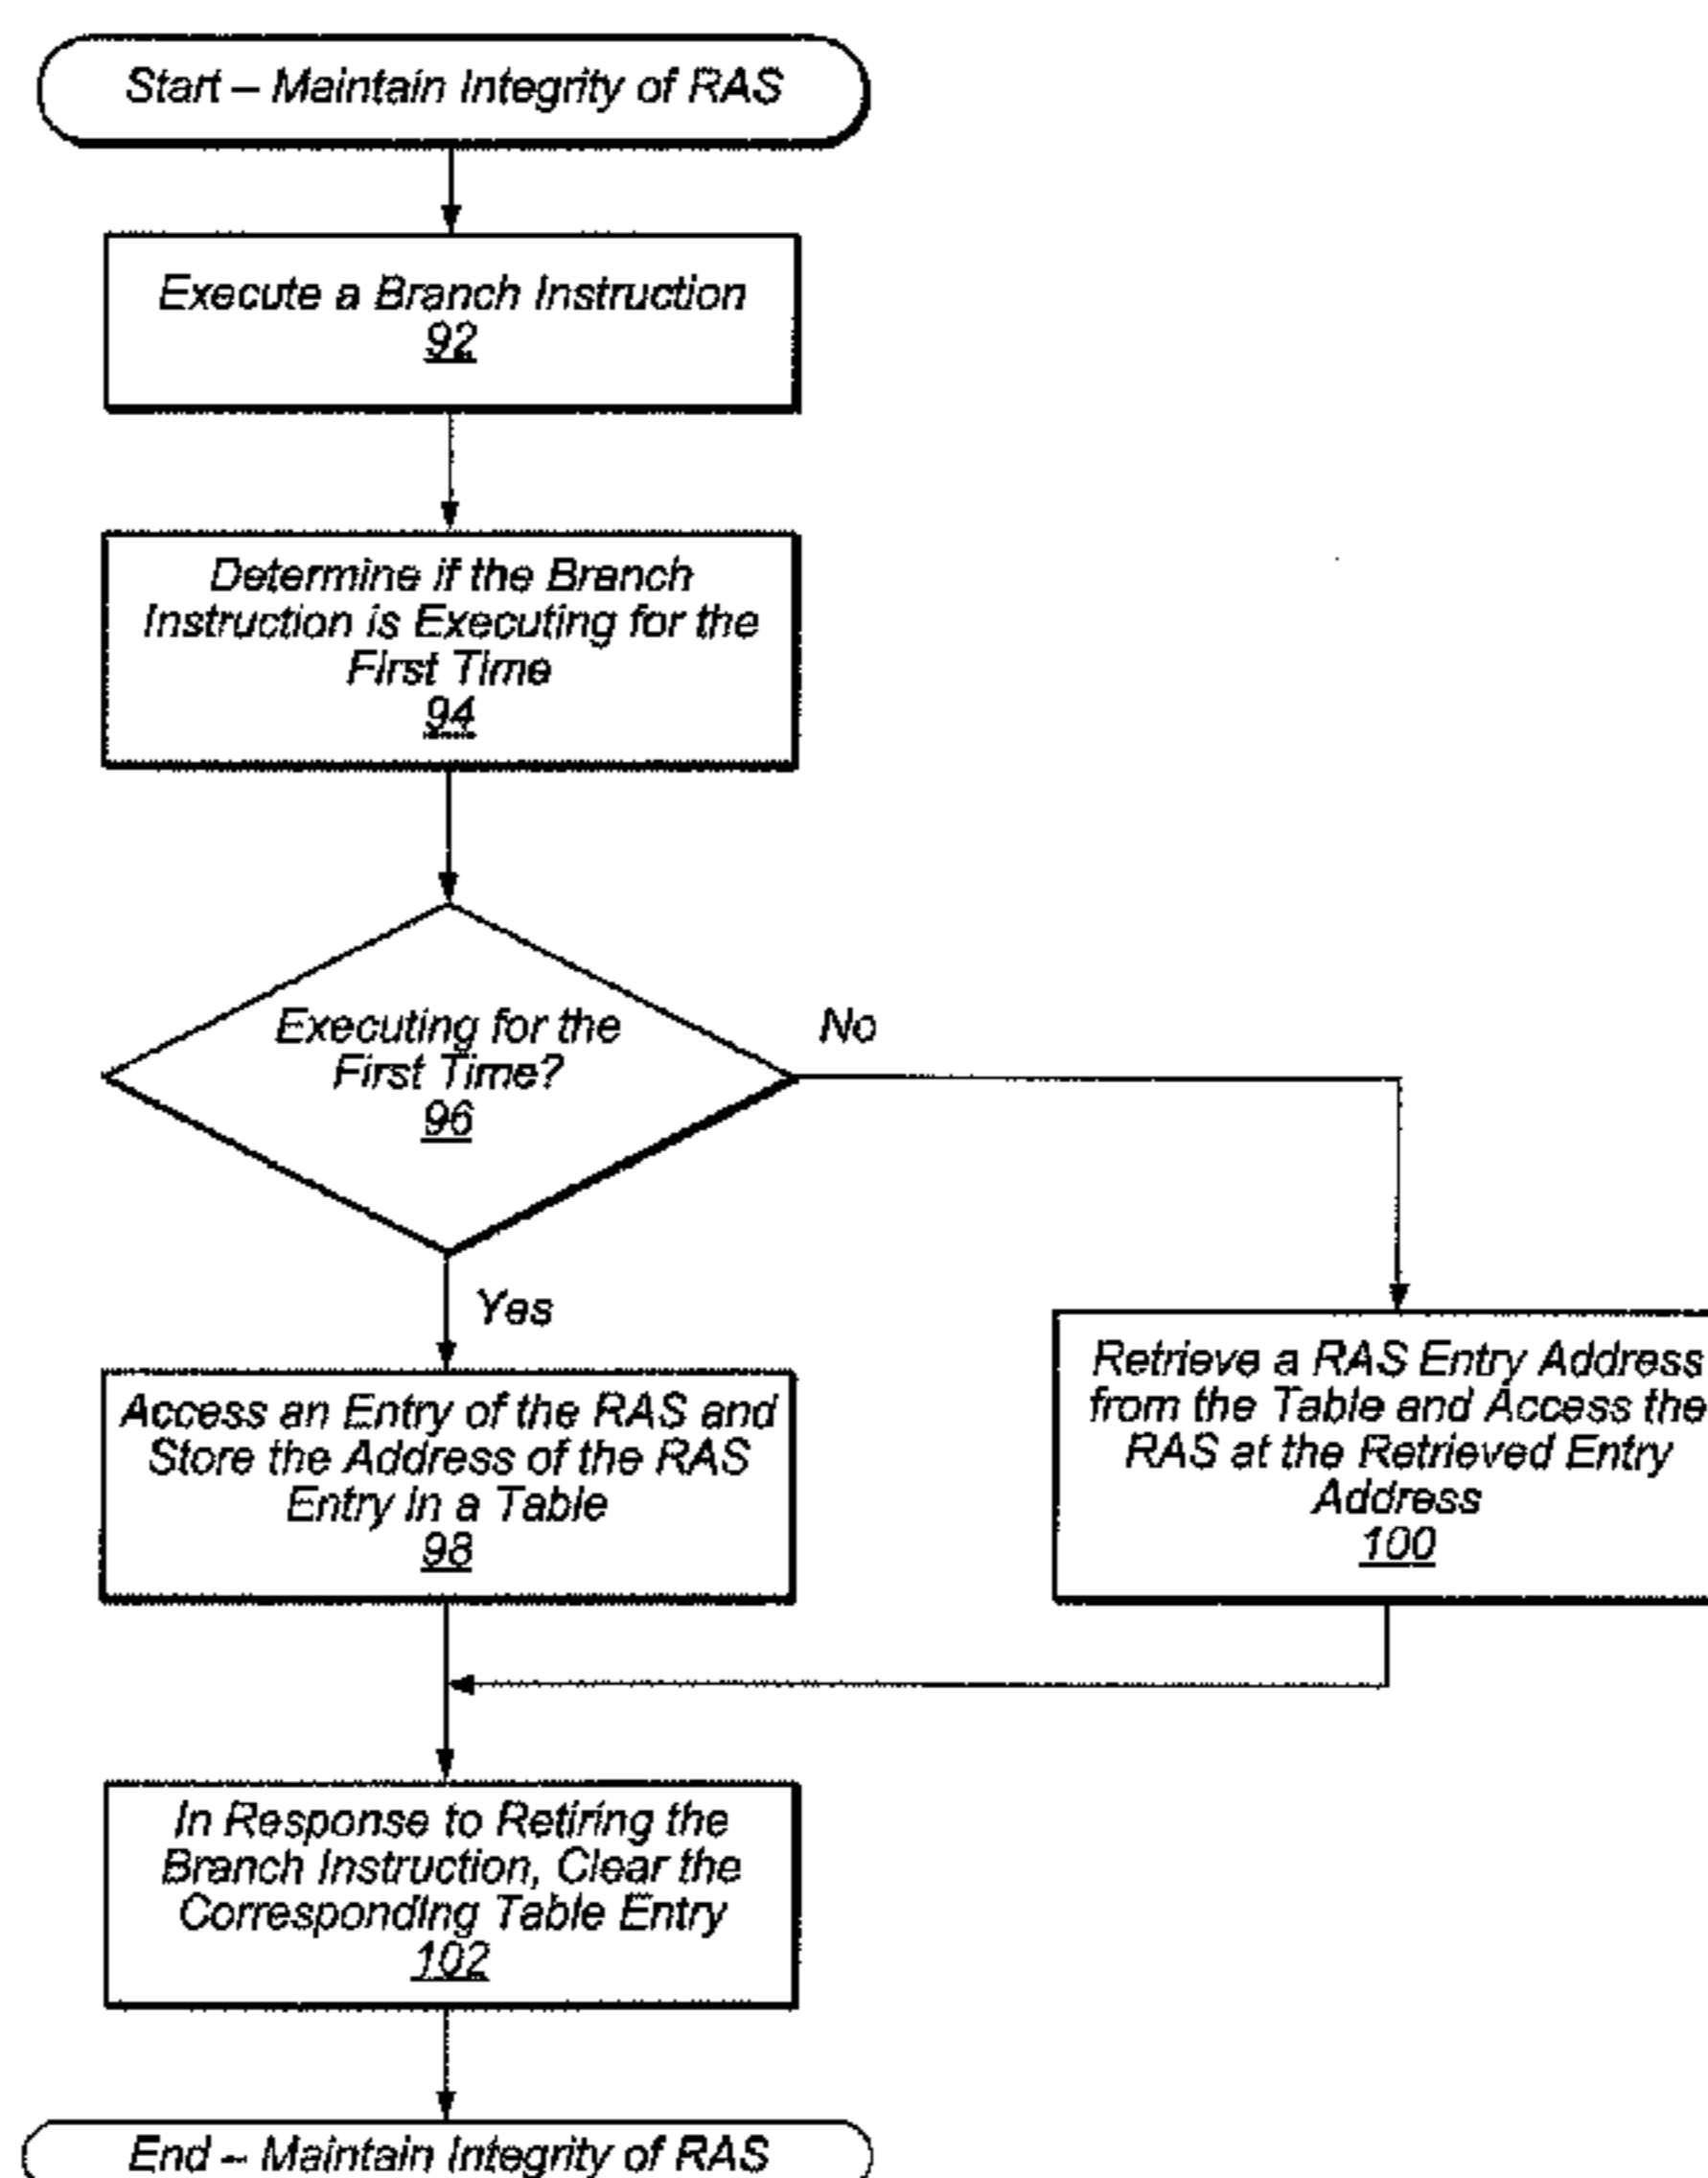 Start – Maintain Integrity of RAS
Execute a Branch Instruction
92
Determine if the Branch
Instruction is Executing for the
First Time
94
Executing for the
First Time?
96
No
Yes
Access an Entry of the RAS and
Store the Address of the RAS
Entry in a Table
98
Retrieve a RAS Entry Address
from the Table and Access the
RAS at the Retrieved Entry
Address
100
In Response to Retiring the
Branch Instruction, Clear the
Corresponding Table Entry
102
End – Maintain Integrity of RAS